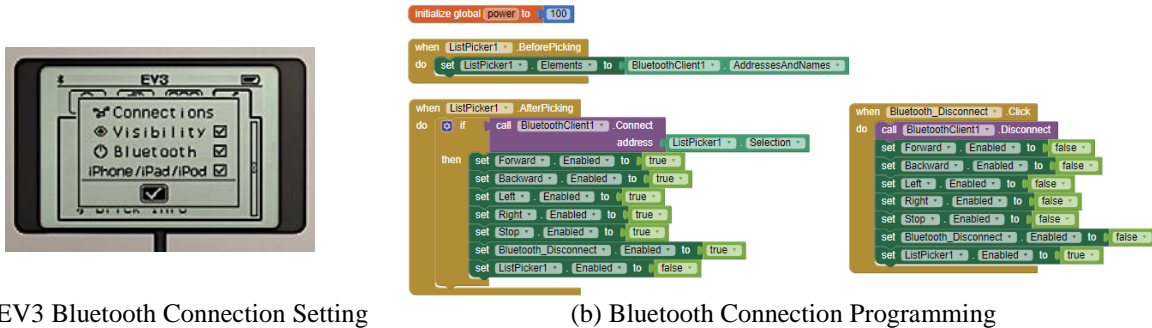 EV3
Connections
Visibility
Bluetooth
iPhone/iPad/iPod
Brick Info
EV3 Bluetooth Connection Setting
initialize global power to 100
when ListPicker1 .BeforePicking
do set ListPicker1 . Elements to BluetoothClient1 . AddressesAndNames
when ListPicker1 .AfterPicking
do if call BluetoothClient1 .Connect
address ListPicker1 . Selection
then set Forward . Enabled to true
set Backward . Enabled to true
set Left . Enabled to true
set Right . Enabled to true
set Stop . Enabled to true
set Bluetooth_Disconnect . Enabled to true
set ListPicker1 . Enabled to false
when Bluetooth_Disconnect .Click
do call BluetoothClient1 .Disconnect
set Forward . Enabled to false
set Backward . Enabled to false
set Left . Enabled to false
set Right . Enabled to false
set Stop . Enabled to false
set Bluetooth_Disconnect . Enabled to false
set ListPicker1 . Enabled to true
(b) Bluetooth Connection Programming